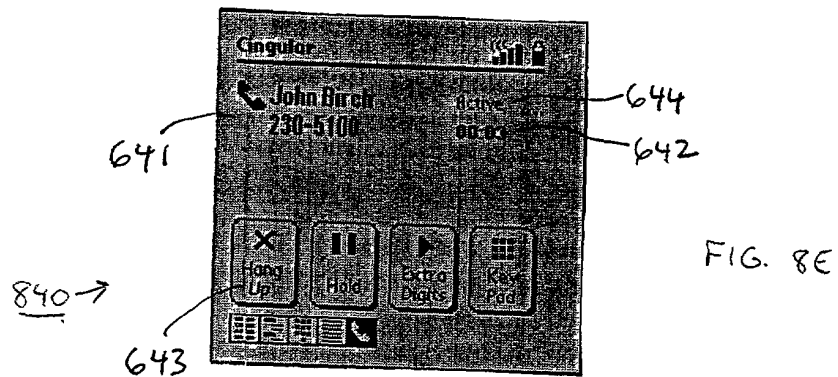 Cingular
John Birch
Active
644
641
230-5100
00:03
642
Hang Up
Hold
Extra Digits
Key Pad
FIG. 8E
840
643